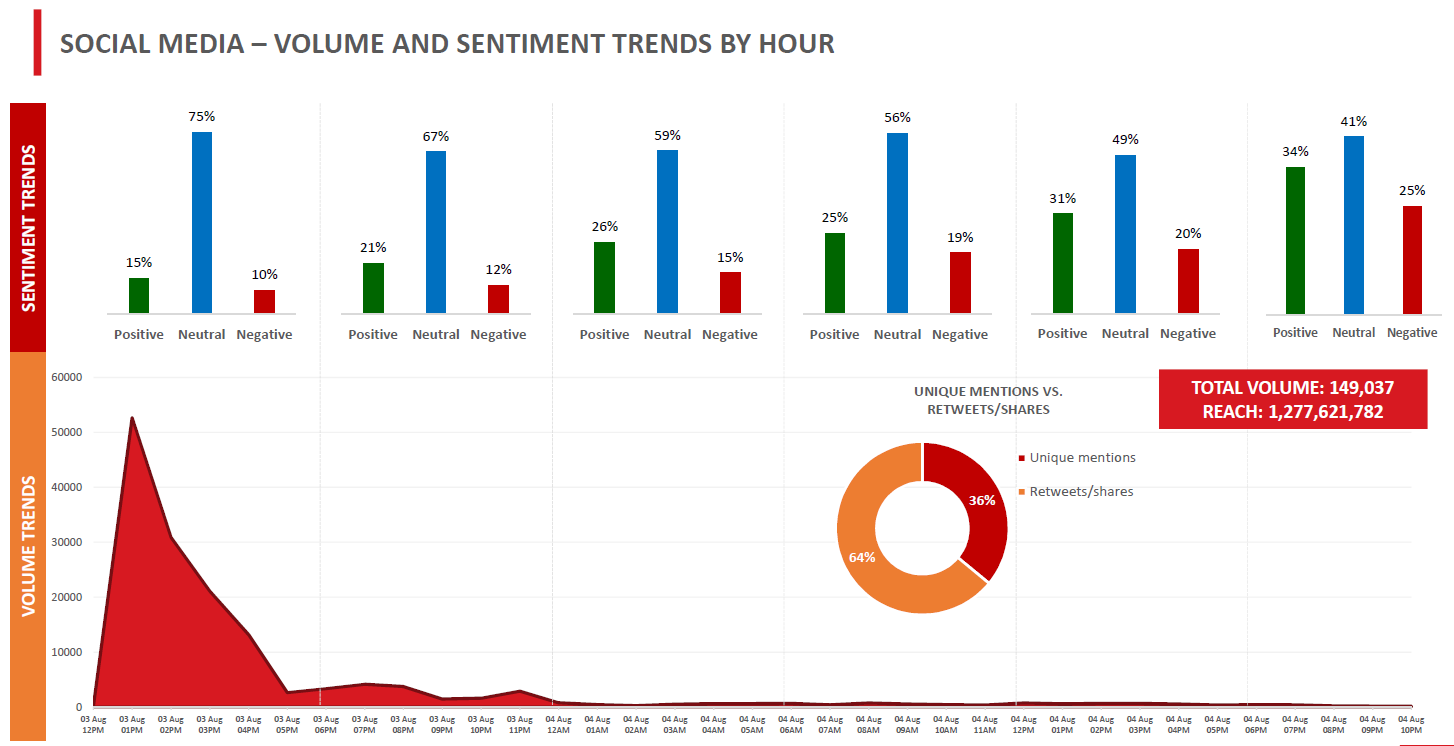 SOCIAL MEDIA – VOLUME AND SENTIMENT TRENDS BY HOUR
SENTIMENT TRENDS
75%
15%
10%
Positive Neutral Negative
67%
21%
12%
Positive Neutral Negative
59%
26%
15%
Positive Neutral Negative
56%
25%
19%
Positive Neutral Negative
49%
31%
20%
Positive Neutral Negative
41%
34%
25%
Positive Neutral Negative
VOLUME TRENDS
60000
50000
40000
30000
20000
10000
0
UNIQUE MENTIONS VS.
RETWEETS/SHARES
Unique mentions
Retweets/shares
36%
64%
TOTAL VOLUME: 149,037
REACH: 1,277,621,782
03 Aug 03 Aug 03 Aug 03 Aug 03 Aug 03 Aug 03 Aug 03 Aug 03 Aug 03 Aug 03 Aug 03 Aug 04 Aug 04 Aug 04 Aug 04 Aug 04 Aug 04 Aug 04 Aug 04 Aug 04 Aug 04 Aug 04 Aug 04 Aug 04 Aug 04 Aug 04 Aug 04 Aug 04 Aug 04 Aug 04 Aug 04 Aug 04 Aug 04 Aug 04 Aug
12PM 01PM 02PM 03PM 04PM 05PM 06PM 07PM 08PM 09PM 10PM 11PM 12AM 01AM 02AM 03AM 04AM 05AM 06AM 07AM 08AM 09AM 10AM 11AM 12PM 01PM 02PM 03PM 04PM 05PM 06PM 07PM 08PM 09PM 10PM